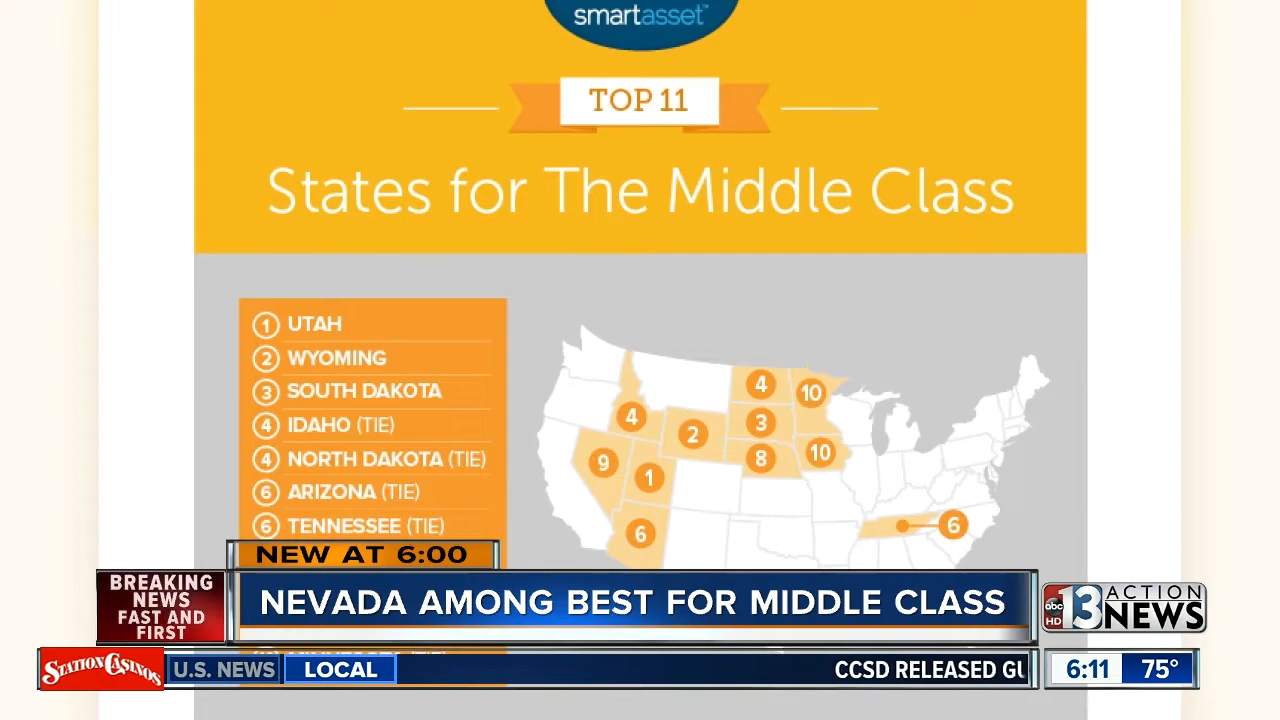 smartasset™
TOP 11
States for The Middle Class
1 UTAH
2 WYOMING
3 SOUTH DAKOTA
4 IDAHO (TIE)
4 NORTH DAKOTA (TIE)
6 ARIZONA (TIE)
6 TENNESSEE (TIE)
4
10
4
3
2
8
10
9
1
6
6
NEW AT 6:00
BREAKING
NEWS
FAST AND
FIRST
NEVADA AMONG BEST FOR MIDDLE CLASS
abc
HD
13 ACTION
NEWS
STATION CASINOS
U.S. NEWS
LOCAL
CCSD RELEASED
6:11
75°